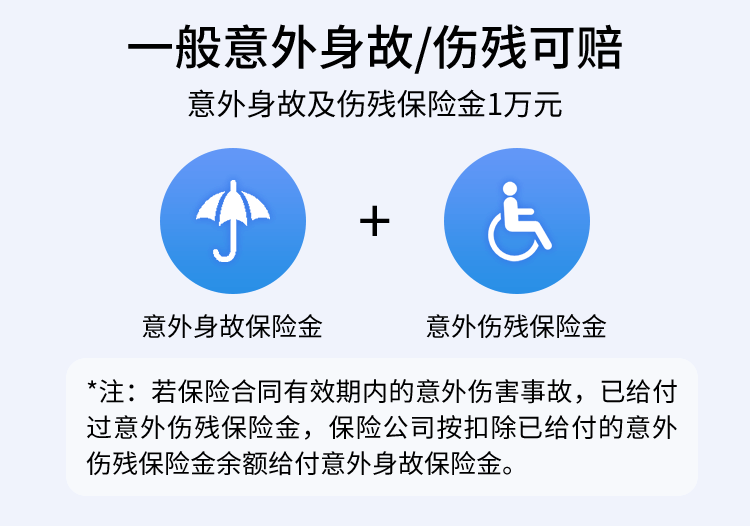 一般意外身故/伤残可赔
意外身故及伤残保险金1万元
+
意外身故保险金
意外伤残保险金
*注：若保险合同有效期内的意外伤害事故，已给付
过意外伤残保险金，保险公司按扣除已给付的意外
伤残保险金余额给付意外身故保险金。